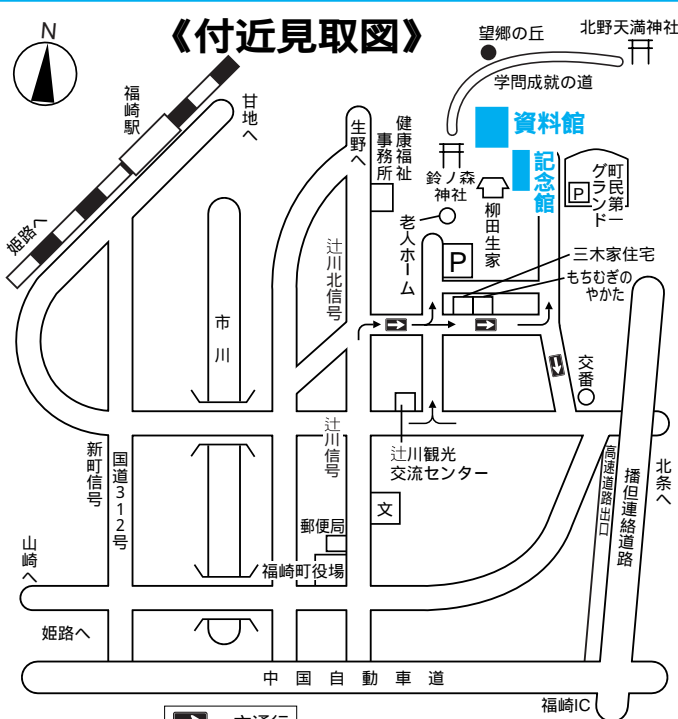 《付近見取図》
N
望郷の丘
北野天満神社
学問成就の道
福崎駅
甘地へ
生野へ
健康福祉
事務所
資料館
記念館
鈴ノ森
神社
柳田生家
町民第一
グランド
P
姫路へ
老人ホーム
P
辻川北信号
三木家住宅
もちむぎの
やかた
市川
交番
新町信号
国道312号
辻川信号
辻川観光
交流センター
高速道路出口
播但連絡道路
北条へ
文
郵便局
福崎町役場
山崎へ
姫路へ
中国自動車道
福崎IC
一方通行